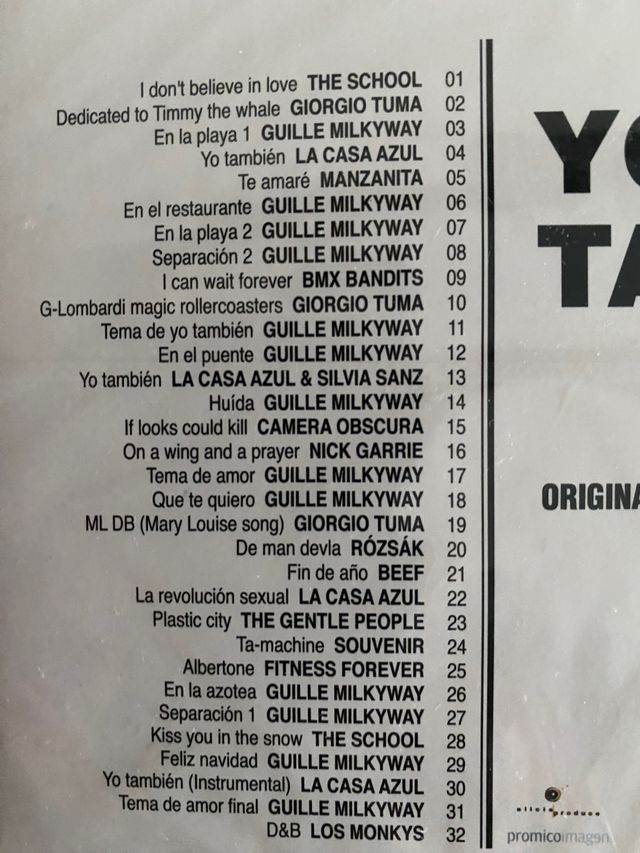 I don't believe in love THE SCHOOL 01
Dedicated to Timmy the whale GIORGIO TUMA 02
En la playa 1 GUILLE MILKYWAY 03
Yo también LA CASA AZUL 04
Te amaré MANZANITA 05
En el restaurante GUILLE MILKYWAY 06
En la playa 2 GUILLE MILKYWAY 07
Separación 2 GUILLE MILKYWAY 08
I can wait forever BMX BANDITS 09
G-Lombardi magic rollercoasters GIORGIO TUMA 10
Tema de yo también GUILLE MILKYWAY 11
En el puente GUILLE MILKYWAY 12
Yo también LA CASA AZUL & SILVIA SANZ 13
Huída GUILLE MILKYWAY 14
If looks could kill CAMERA OBSCURA 15
On a wing and a prayer NICK GARRIE 16
Tema de amor GUILLE MILKYWAY 17
Que te quiero GUILLE MILKYWAY 18
ML DB (Mary Louise song) GIORGIO TUMA 19
De man devla RÓZSÁK 20
Fin de año BEEF 21
La revolución sexual LA CASA AZUL 22
Plastic city THE GENTLE PEOPLE 23
Ta-machine SOUVENIR 24
Albertone FITNESS FOREVER 25
En la azotea GUILLE MILKYWAY 26
Separación 1 GUILLE MILKYWAY 27
Kiss you in the snow THE SCHOOL 28
Feliz navidad GUILLE MILKYWAY 29
Yo también (Instrumental) LA CASA AZUL 30
Tema de amor final GUILLE MILKYWAY 31
D&B LOS MONKYS 32
YO
TA
ORIGINA
alicia produce
promicoimagen